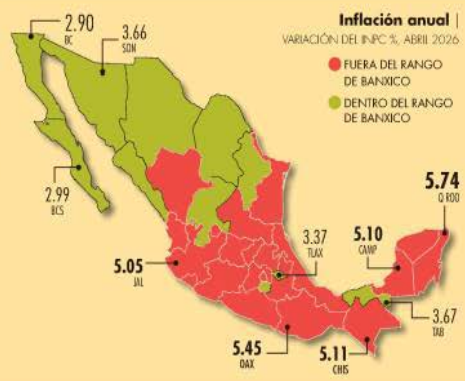 Inflación anual |
VARIACIÓN DEL INPC %, ABRIL 2026
FUERA DEL RANGO
DE BANXICO
DENTRO DEL RANGO
DE BANXICO
2.90
BC
3.66
SON
2.99
BCS
5.05
JAL
3.37
TLAX
5.74
Q ROO
5.10
CAMP
3.67
TAB
5.45
OAX
5.11
CHIS